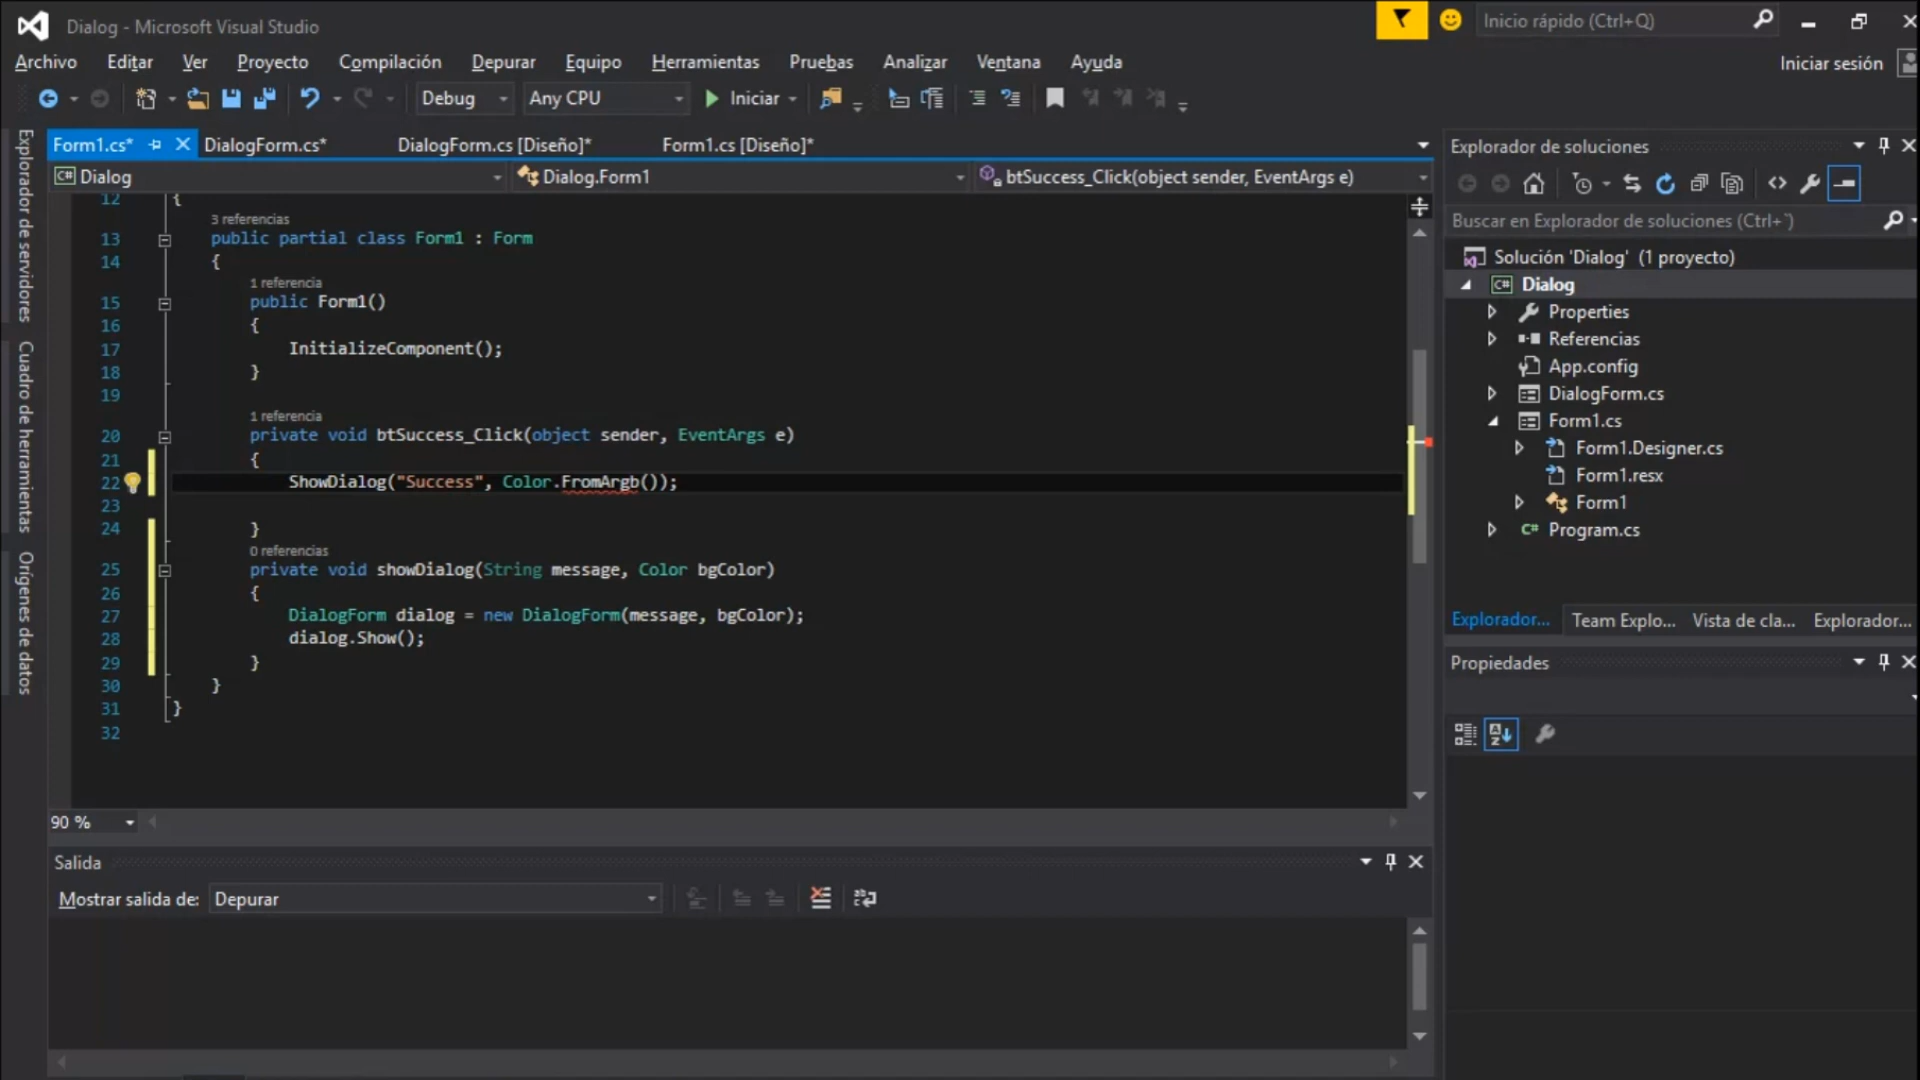 Dialog - Microsoft Visual Studio
Inicio rápido (Ctrl+Q)
Archivo Editar Ver Proyecto Compilación Depurar Equipo Herramientas Pruebas Analizar Ventana Ayuda
Iniciar sesión
Debug Any CPU Iniciar
Explorador de servidores
Cuadro de herramientas
Orígenes de datos
Form1.cs* DialogForm.cs* DialogForm.cs [Diseño]* Form1.cs [Diseño]*
C# Dialog Dialog.Form1 btSuccess_Click(object sender, EventArgs e)
12 {
3 referencias
13 public partial class Form1 : Form
14 {
1 referencia
15 public Form1()
16 {
17 InitializeComponent();
18 }
19
1 referencia
20 private void btSuccess_Click(object sender, EventArgs e)
21 {
22 ShowDialog("Success", Color.FromArgb());
23
24 }
0 referencias
25 private void showDialog(String message, Color bgColor)
26 {
27 DialogForm dialog = new DialogForm(message, bgColor);
28 dialog.Show();
29 }
30 }
31 }
32
90 %
Salida
Mostrar salida de: Depurar
Explorador de soluciones
Buscar en Explorador de soluciones (Ctrl+`)
Solución 'Dialog' (1 proyecto)
C# Dialog
Properties
Referencias
App.config
DialogForm.cs
Form1.cs
Form1.Designer.cs
Form1.resx
Form1
C# Program.cs
Explorador... Team Explo... Vista de cla... Explorador...
Propiedades